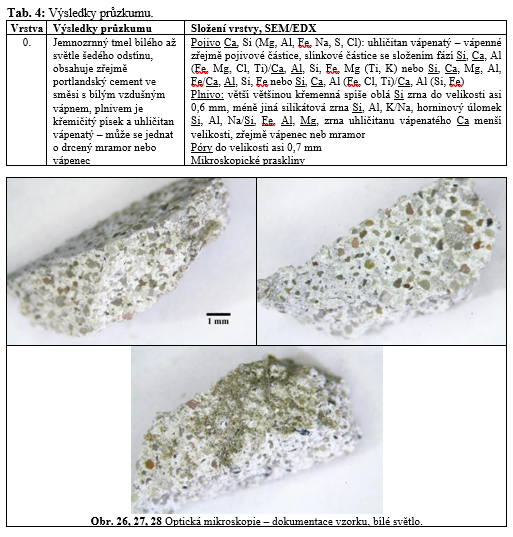 Tab. 4: Výsledky průzkumu.
Vrstva Výsledky průzkumu Složení vrstvy, SEM/EDX
0.
Jemnozrnný tmel bílého až
světle šedého odstínu,
obsahuje zřejmě
portlandský cement ve
směsi s bílým vzdušným
vápnem, plnivem je
křemičitý písek a uhličitan
vápenatý – může se jednat
o drcený mramor nebo
vápenec
Pojivo Ca, Si (Mg, Al, Fe, Na, S, Cl): uhličitan vápenatý – vápenné
zřejmě pojivové částice, slínkové částice se složením fází Si, Ca, Al
(Fe, Mg, Cl, Ti)/Ca, Al, Si, Fe, Mg (Ti, K) nebo Si, Ca, Mg, Al,
Fe/Ca, Al, Si, Fe nebo Si, Ca, Al (Fe, Cl, Ti)/Ca, Al (Si, Fe)
Plnivo: větší většinou křemenná spíše oblá Si zrna do velikosti asi
0,6 mm, méně jiná silikátová zrna Si, Al, K/Na, horninový úlomek
Si, Al, Na/Si, Fe, Al, Mg, zrna uhličitanu vápenatého Ca menší
velikosti, zřejmě vápenec neb mramor
Póry do velikosti asi 0,7 mm
Mikroskopické praskliny
1 mm
Obr. 26, 27, 28 Optická mikroskopie – dokumentace vzorku, bílé světlo.